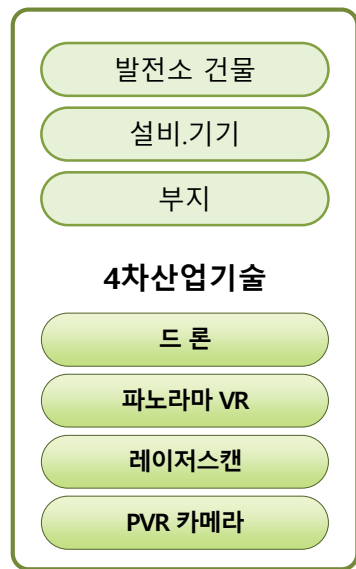 발전소 건물
설비.기기
부지
4차산업기술
드 론
파노라마 VR
레이저스캔
PVR 카메라